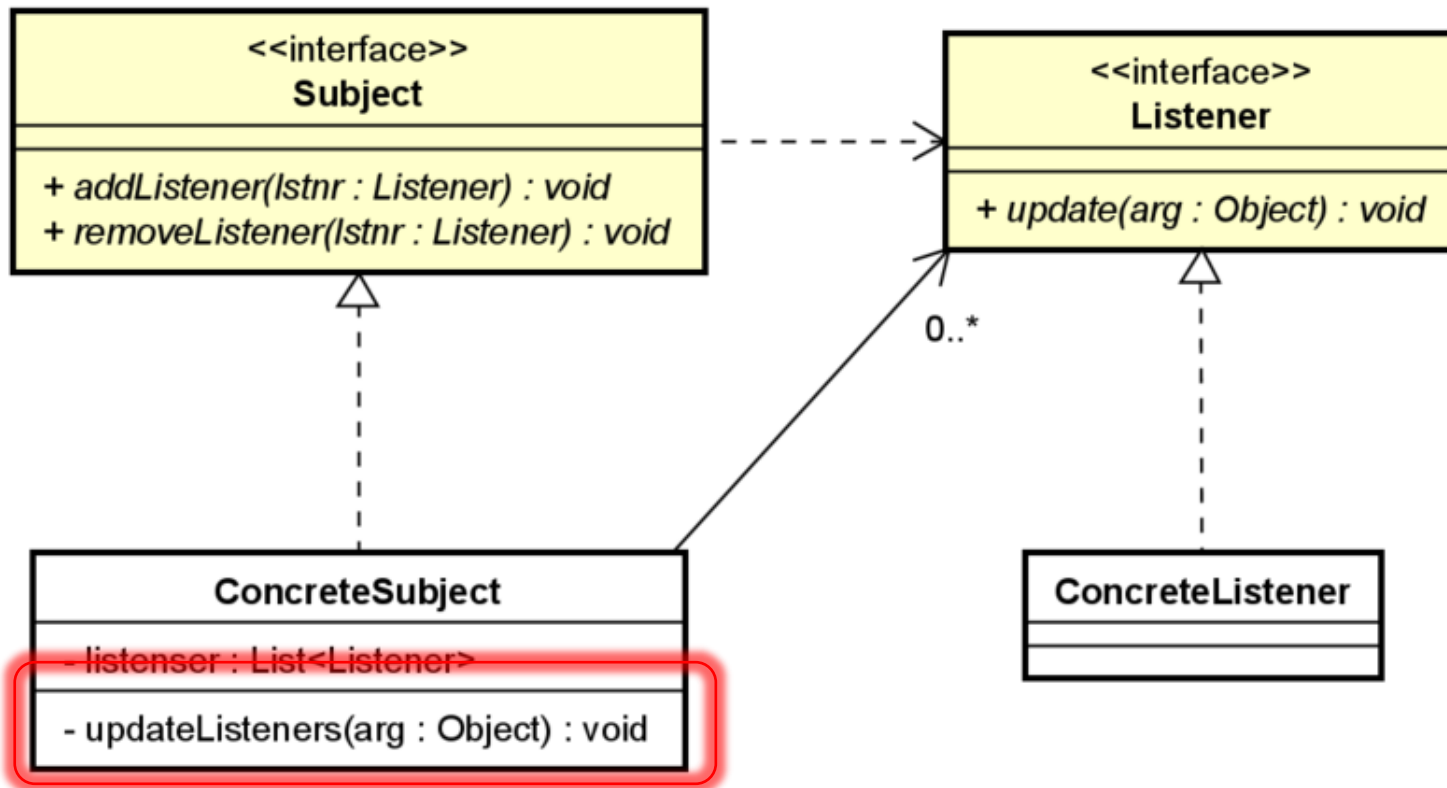 <<interface>>
Subject
+ addListener(lstnr : Listener) : void
+ removeListener(lstnr : Listener) : void
<<interface>>
Listener
+ update(arg : Object) : void
0..*
ConcreteSubject
- listenser : List<Listener>
- updateListeners(arg : Object) : void
ConcreteListener